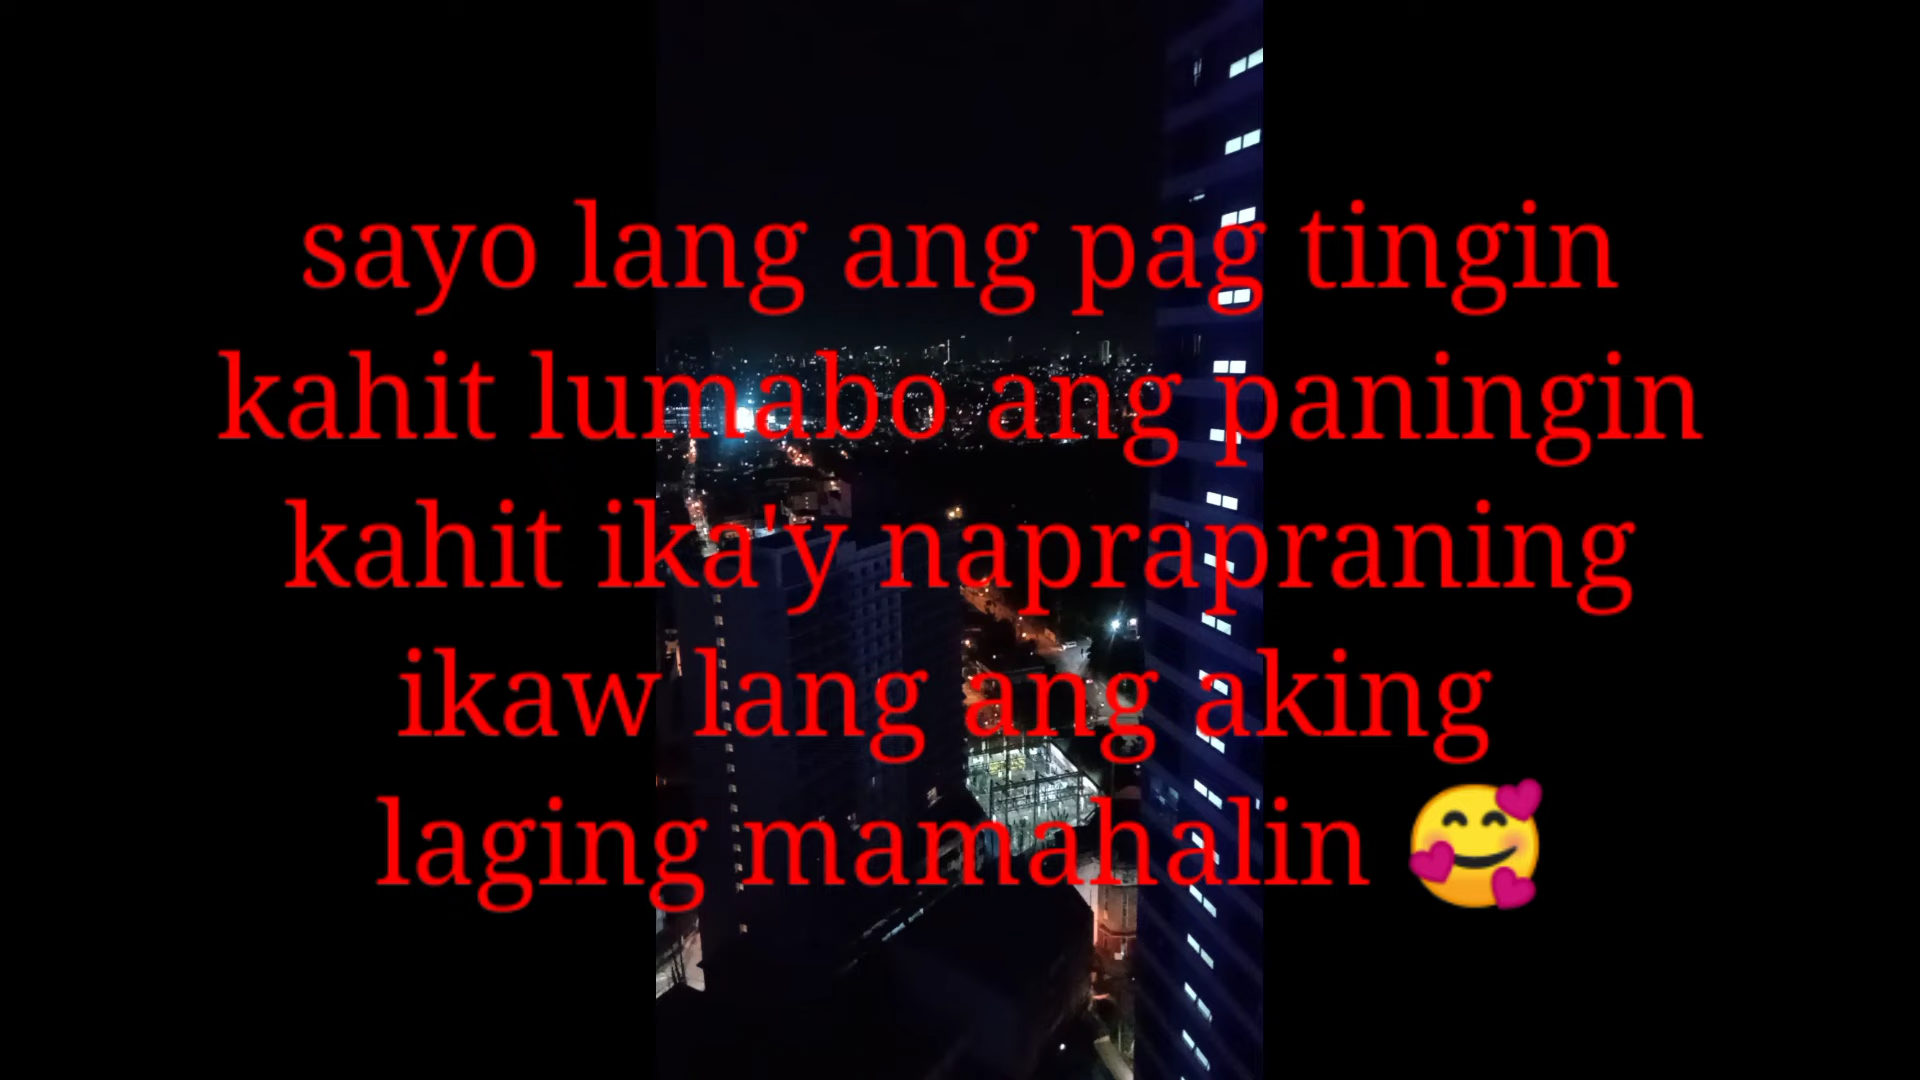 sayo lang ang pag tingin
kahit lumabo ang paningin
kahit ika'y naprapraning
ikaw lang ang aking
laging mamahalin 🥰